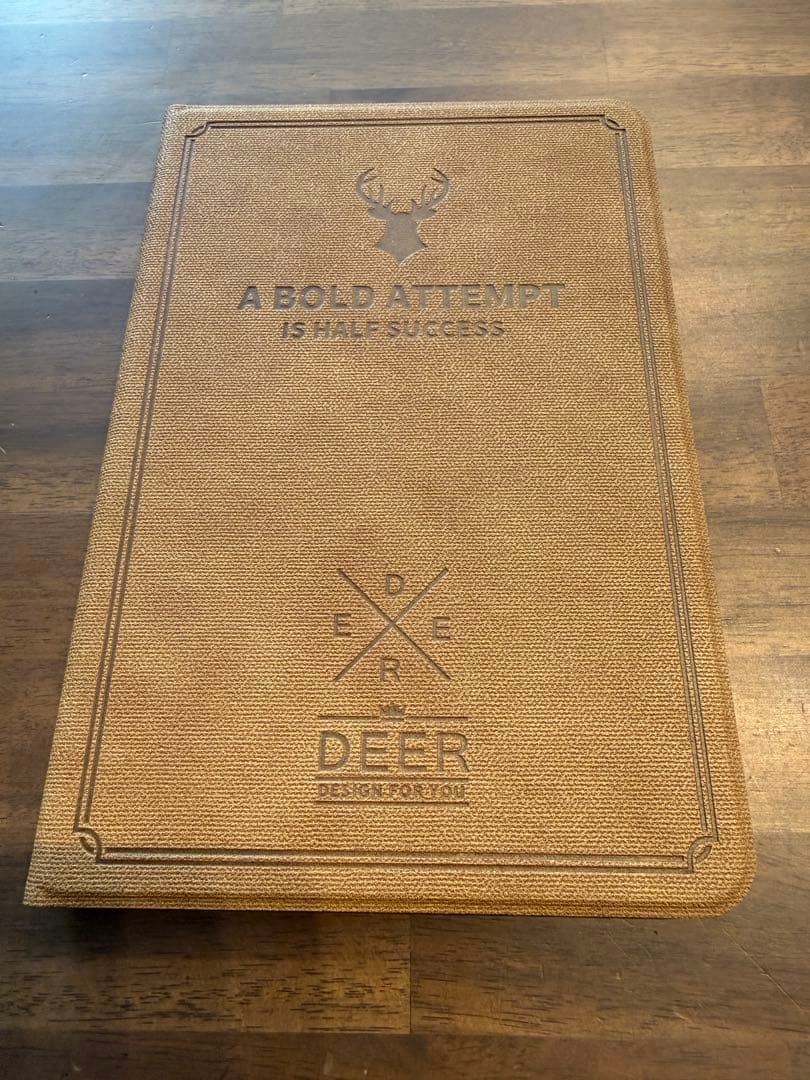 A BOLD ATTEMPT
IS HALF SUCCESS
D
E E
R
DEER
DESIGN FOR YOU